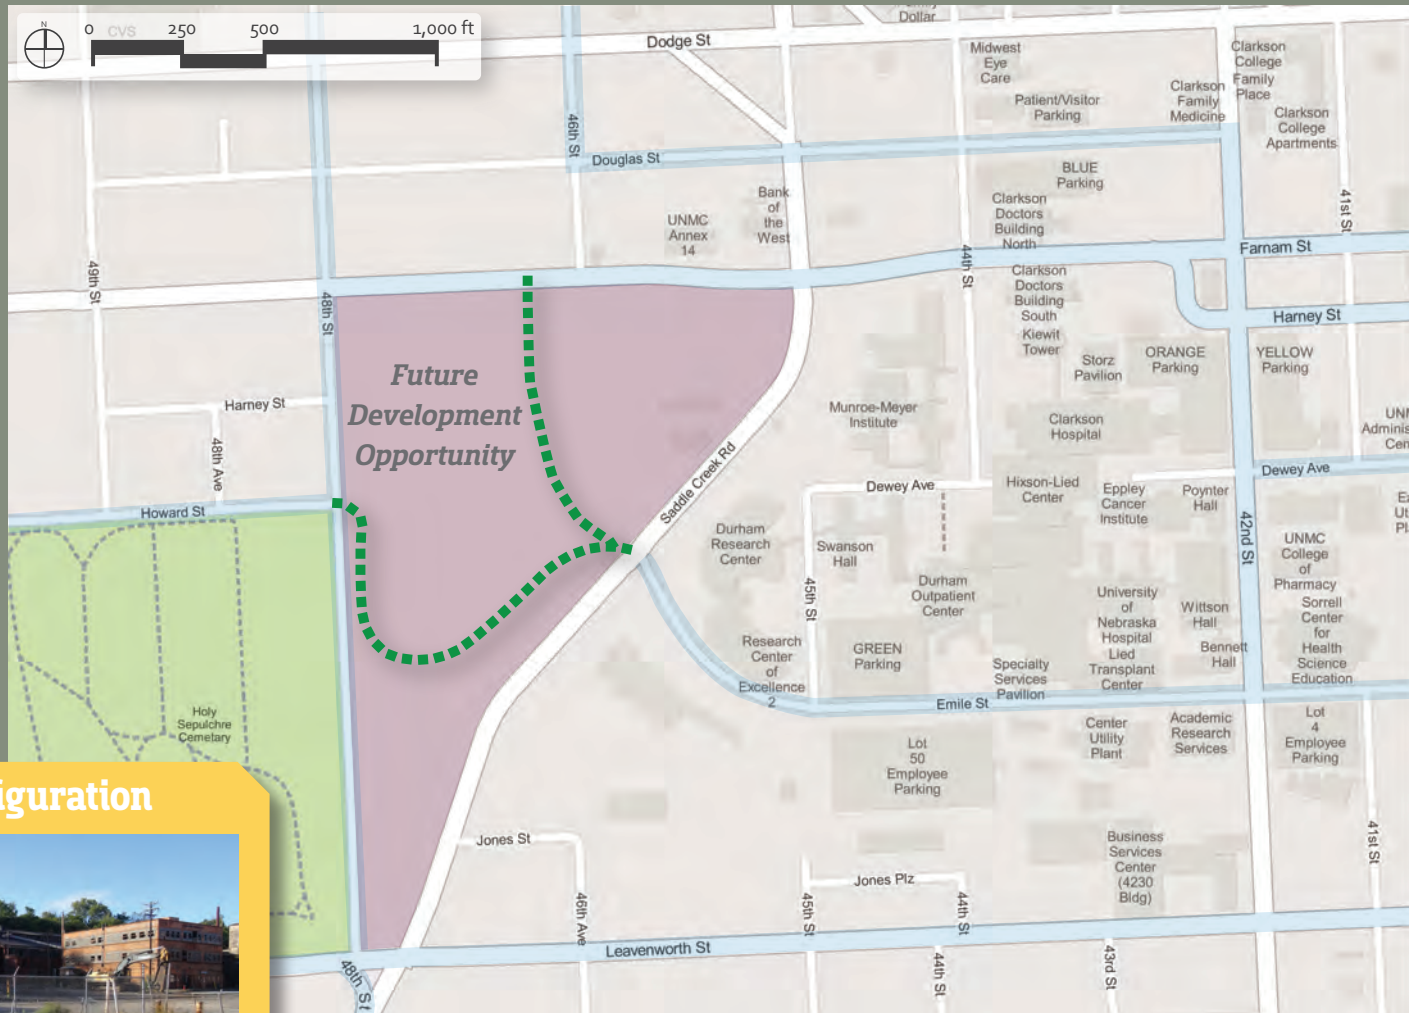 N
0
CVS
250
500
1,000 ft
Dollar
Dodge St
Midwest
Eye
Care
Clarkson
College
Family
Place
Clarkson
Family
Medicine
Patient/Visitor
Parking
Clarkson
College
Apartments
46th St
Douglas St
BLUE
Parking
Bank
of
the
West
Clarkson
Doctors
Building
North
41st St
UNMC
Annex
14
Farnam St
49th St
44th St
48th St
Clarkson
Doctors
Building
South
Harney St
Kiewit
Tower
Storz
Pavilion
ORANGE
Parking
YELLOW
Parking
Future
Development
Opportunity
Harney St
48th Ave
Munroe-Meyer
Institute
Clarkson
Hospital
UNM
Adminis
Cen
Saddle Creek Rd
Dewey Ave
Dewey Ave
Hixson-Lied
Center
Eppley
Cancer
Institute
Poynter
Hall
Howard St
Durham
Research
Center
Swanson
Hall
42nd St
UNMC
College
of
Pharmacy
Durham
Outpatient
Center
45th St
University
of
Nebraska
Hospital
Lied
Transplant
Center
Wittson
Hall
Bennett
Hall
Sorrell
Center
for
Health
Science
Education
Research
Center
of
Excellence
2
GREEN
Parking
Specialty
Services
Pavilion
Emile St
Holy
Sepulchre
Cemetary
Center
Utility
Plant
Academic
Research
Services
Lot
4
Employee
Parking
Lot
50
Employee
Parking
iguration
Jones St
41st St
Business
Services
Center
(4230
Bldg)
Jones Plz
46th Ave
45th St
44th St
Leavenworth St
48th St
44th St
43rd St